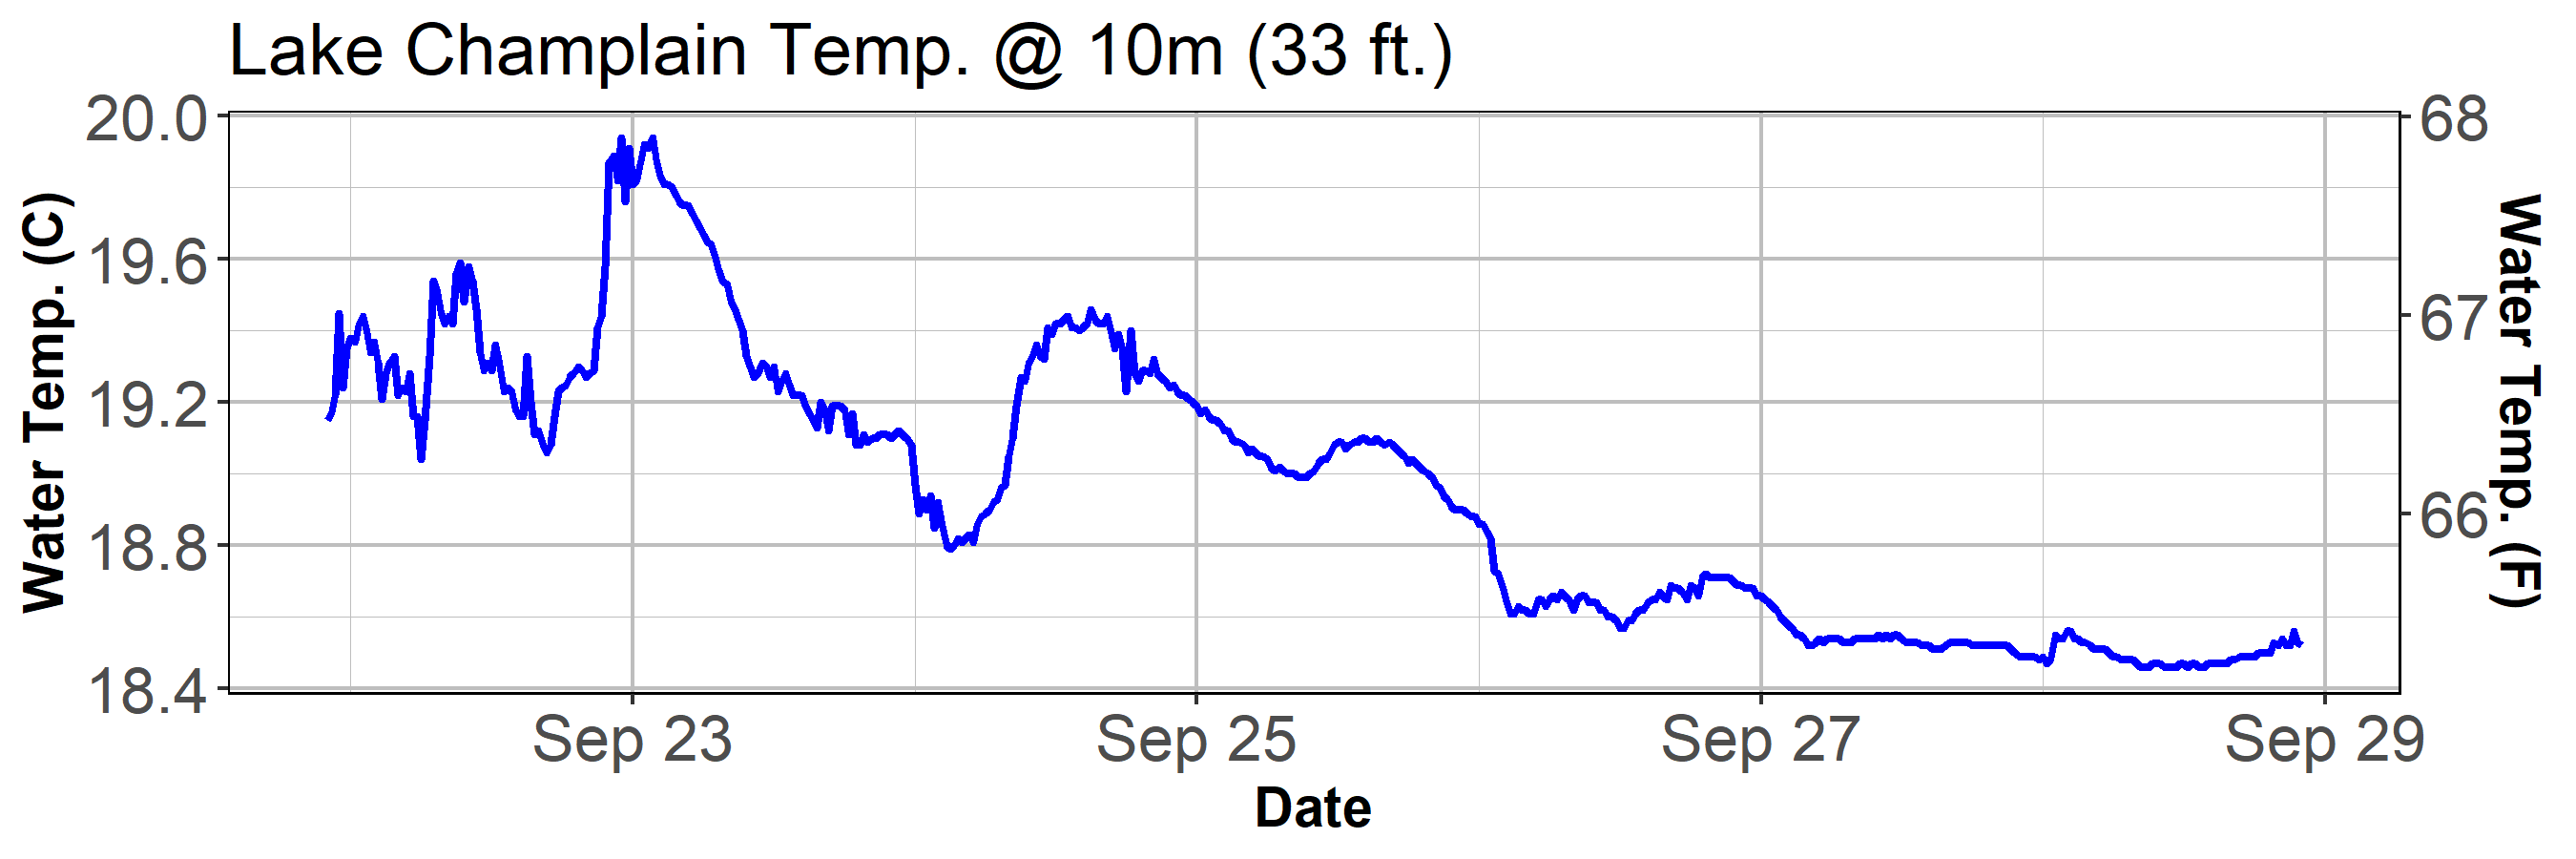 Lake Champlain Temp. @ 10m (33 ft.)
Water Temp. (C)
20.0
19.6
19.2
18.8
18.4
68
67
66
Water Temp. (F)
Sep 23 Sep 25 Sep 27 Sep 29
Date